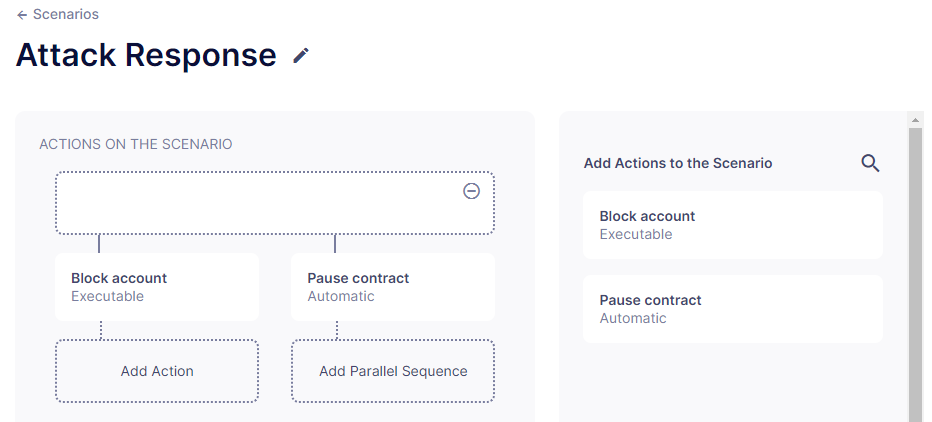 ← Scenarios
Attack Response
ACTIONS ON THE SCENARIO
Block account
Executable
Pause contract
Automatic
Add Action
Add Parallel Sequence
Add Actions to the Scenario
Block account
Executable
Pause contract
Automatic